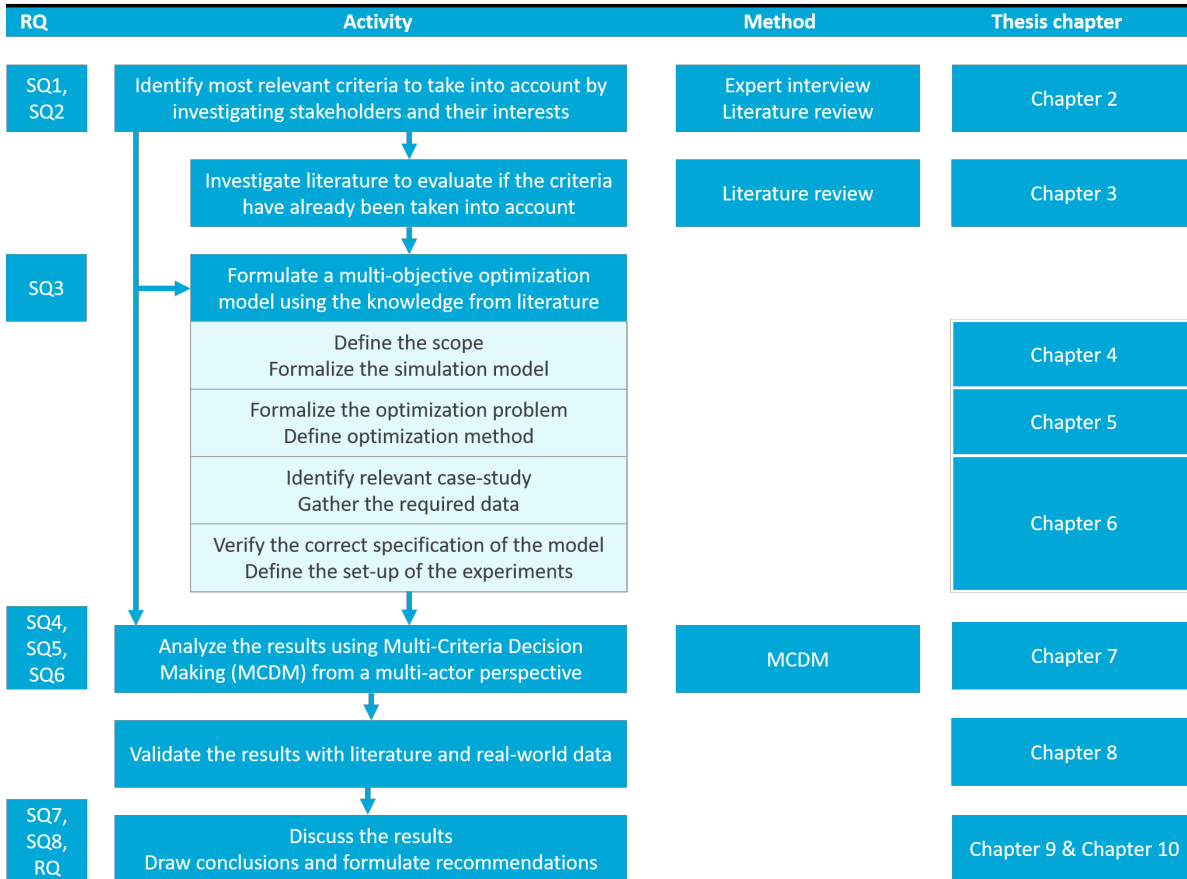 RQ
Activity
Method
Thesis chapter
SQ1,
SQ2
Identify most relevant criteria to take into account by
investigating stakeholders and their interests
Expert interview
Literature review
Chapter 2
Investigate literature to evaluate if the criteria
have already been taken into account
Literature review
Chapter 3
SQ3
Formulate a multi-objective optimization
model using the knowledge from literature
Define the scope
Formalize the simulation model
Chapter 4
Formalize the optimization problem
Define optimization method
Chapter 5
Identify relevant case-study
Gather the required data
Verify the correct specification of the model
Define the set-up of the experiments
Chapter 6
SQ4,
SQ5,
SQ6
Analyze the results using Multi-Criteria Decision
Making (MCDM) from a multi-actor perspective
MCDM
Chapter 7
Validate the results with literature and real-world data
Chapter 8
SQ7,
SQ8,
RQ
Discuss the results
Draw conclusions and formulate recommendations
Chapter 9 & Chapter 10